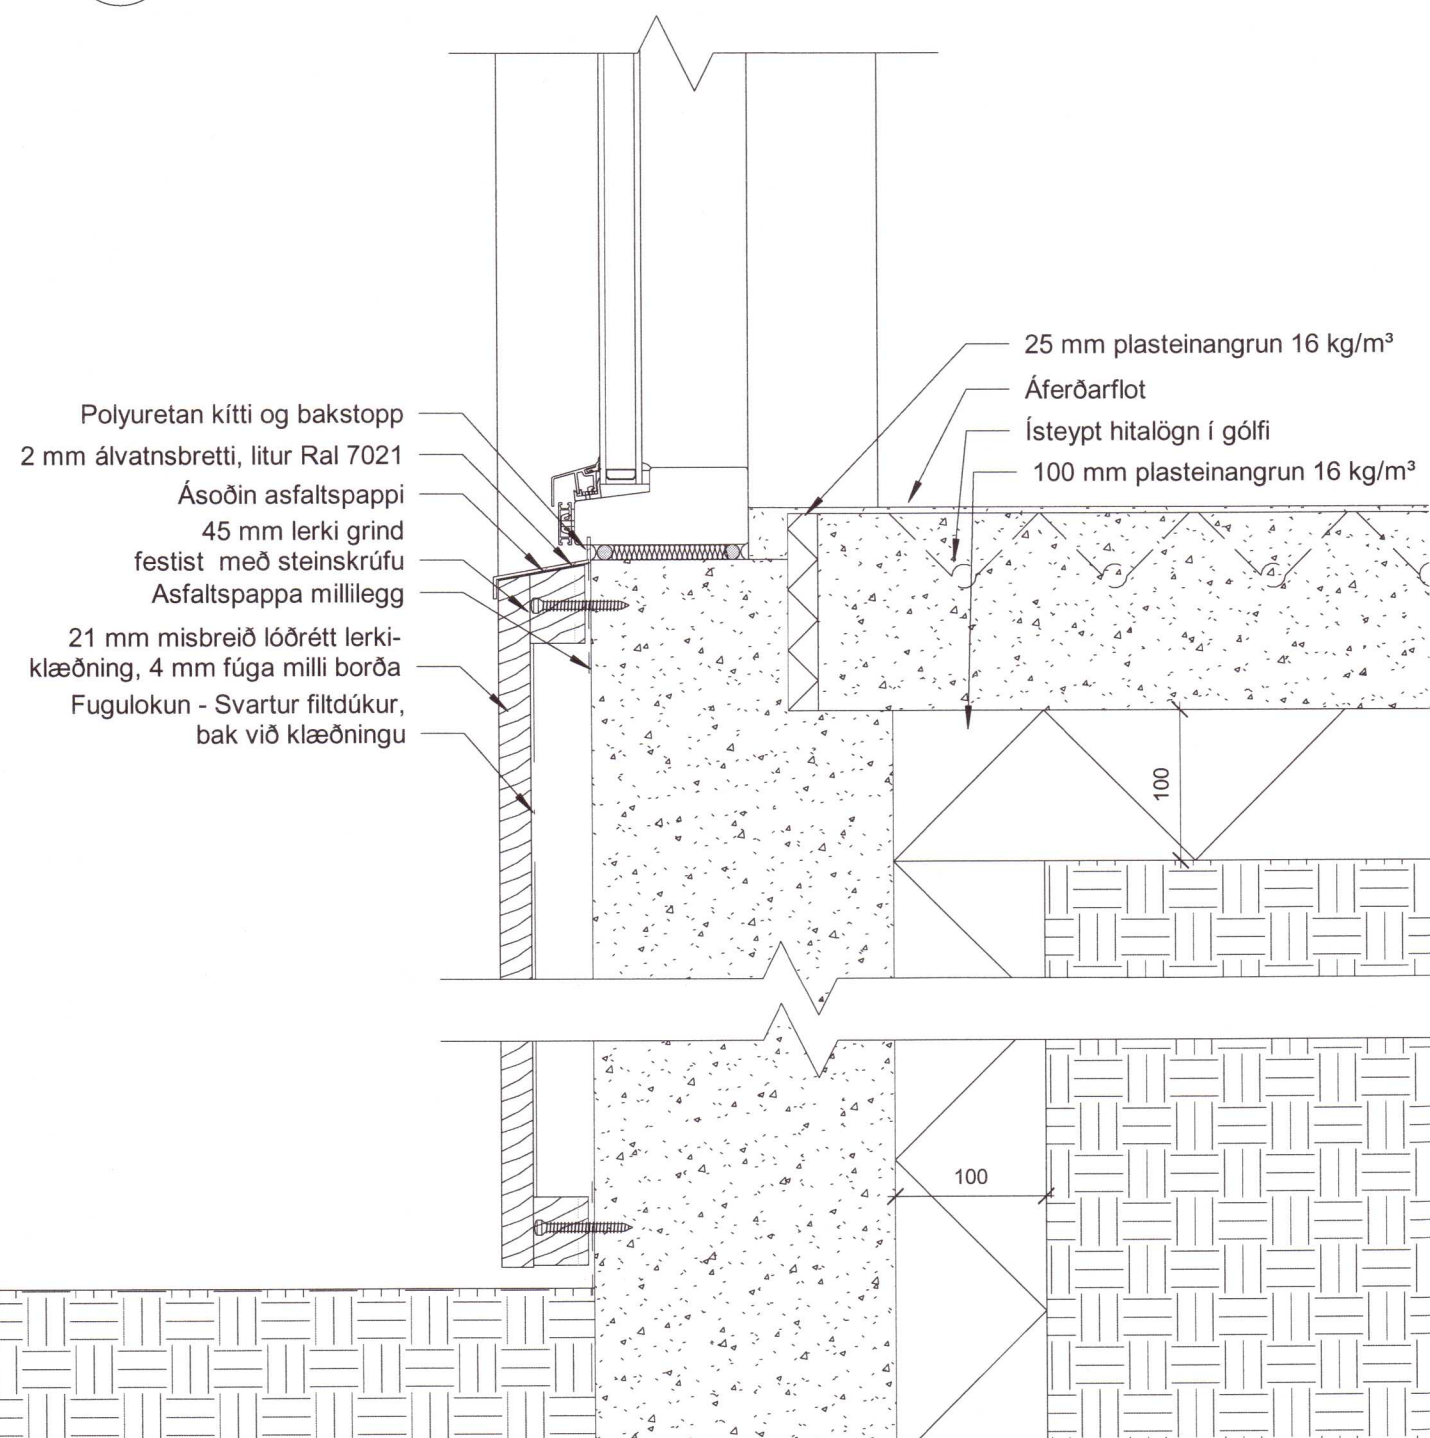 Polyuretan kítti og bakstopp
2 mm álvatnsbretti, litur Ral 7021
Ásoðin asfaltspappi
45 mm lerki grind
festist með steinskrúfu
Asfaltspappa millilegg
21 mm misbreið lóðrétt lerki-
klæðning, 4 mm fúga milli borða
Fugulokun - Svartur filtdúkur,
bak við klæðningu
25 mm plasteinangrun 16 kg/m³
Áferðarflot
Ísteypt hitalögn í gólfi
100 mm plasteinangrun 16 kg/m³
100
100